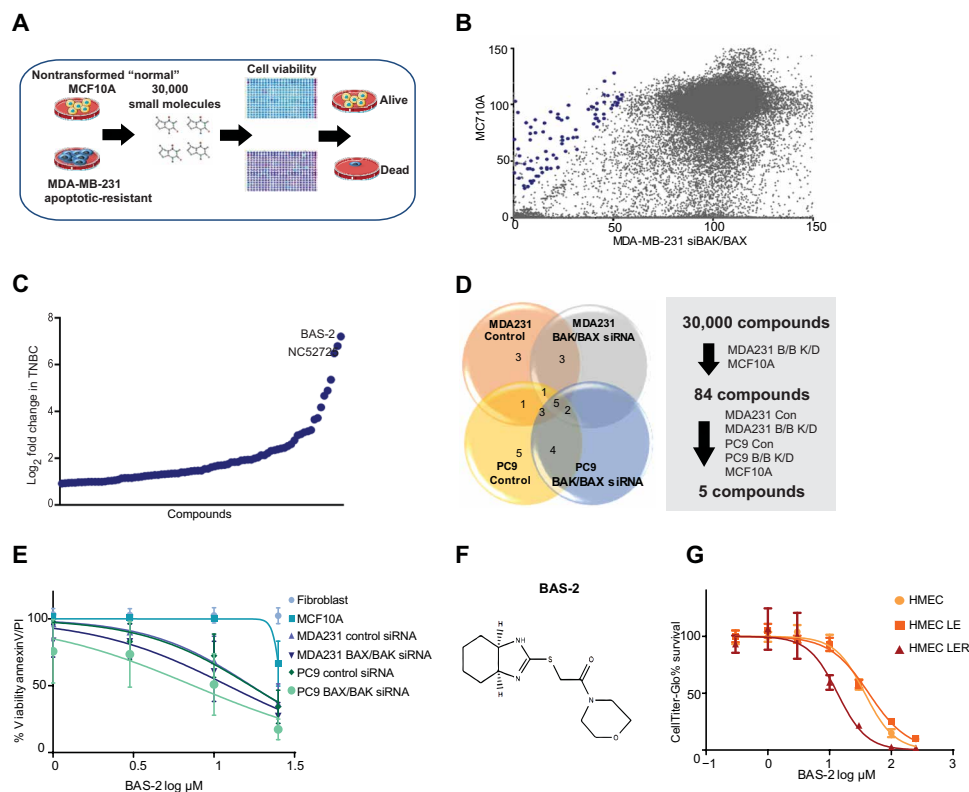 A
Nontransformed “normal”
MCF10A
30,000
small molecules
Cell viability
Alive
Dead
MDA-MB-231
apoptotic-resistant
B
MC710A
150
100
50
0
0
50
100
150
MDA-MB-231 siBAK/BAX
C
Log2 fold change in TNBC
8
6
4
2
0
BAS-2
NC5272
Compounds
D
MDA231
Control
MDA231
BAK/BAX siRNA
3
3
1
1
5
3
2
5
4
PC9
Control
PC9
BAK/BAX siRNA
30,000 compounds
MDA231 B/B K/D
MCF10A
84 compounds
MDA231 Con
MDA231 B/B K/D
PC9 Con
PC9 B/B K/D
MCF10A
5 compounds
E
% V iability annexinV/PI
100
50
0
0.0
0.5
1.0
1.5
BAS-2 log µM
Fibroblast
MCF10A
MDA231 control siRNA
MDA231 BAX/BAK siRNA
PC9 control siRNA
PC9 BAX/BAK siRNA
F
BAS-2
H
NH
S
O
N
N
H
O
G
CellTiter-Glo% survival
100
50
0
−1
0
1
2
3
BAS-2 log µM
HMEC
HMEC LE
HMEC LER